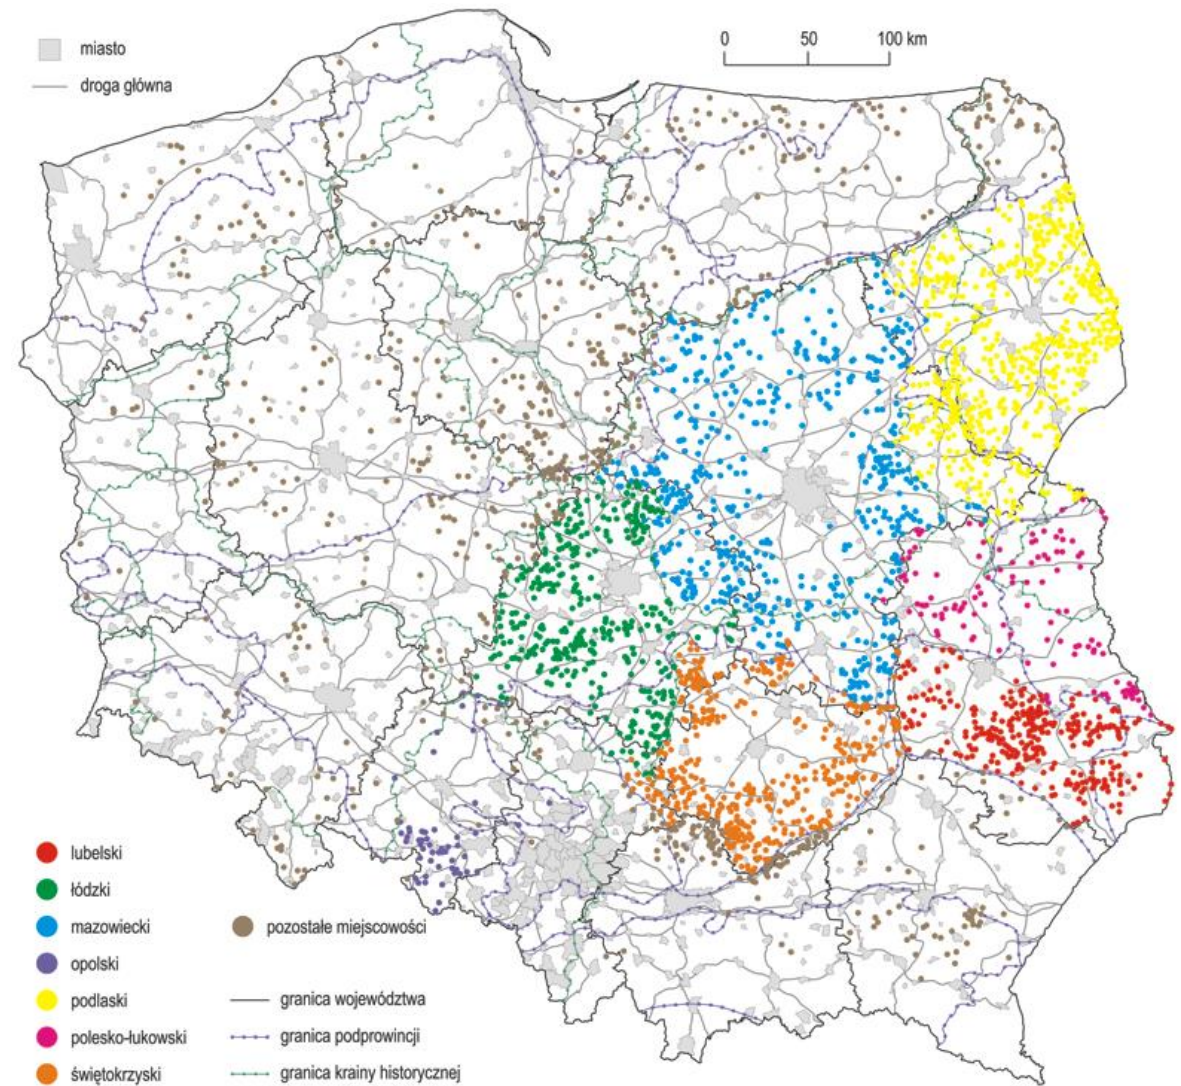 miasto
droga główna
0 50 100 km
lubelski
łódzki
mazowiecki
opolski
podlaski
polesko-łukowski
świętokrzyski
pozostałe miejscowości
granica województwa
granica podprowincji
granica krainy historycznej